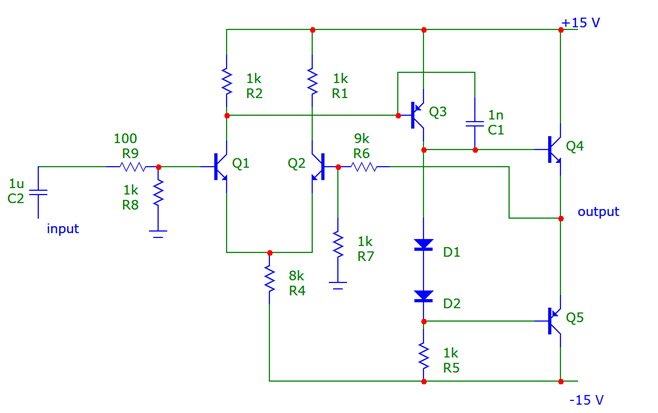 +15 V
1k
R2
1k
R1
Q3
1n
C1
100
R9
9k
R6
Q4
Q1
Q2
1u
C2
1k
R8
input
output
1k
R7
D1
8k
R4
D2
Q5
1k
R5
-15 V